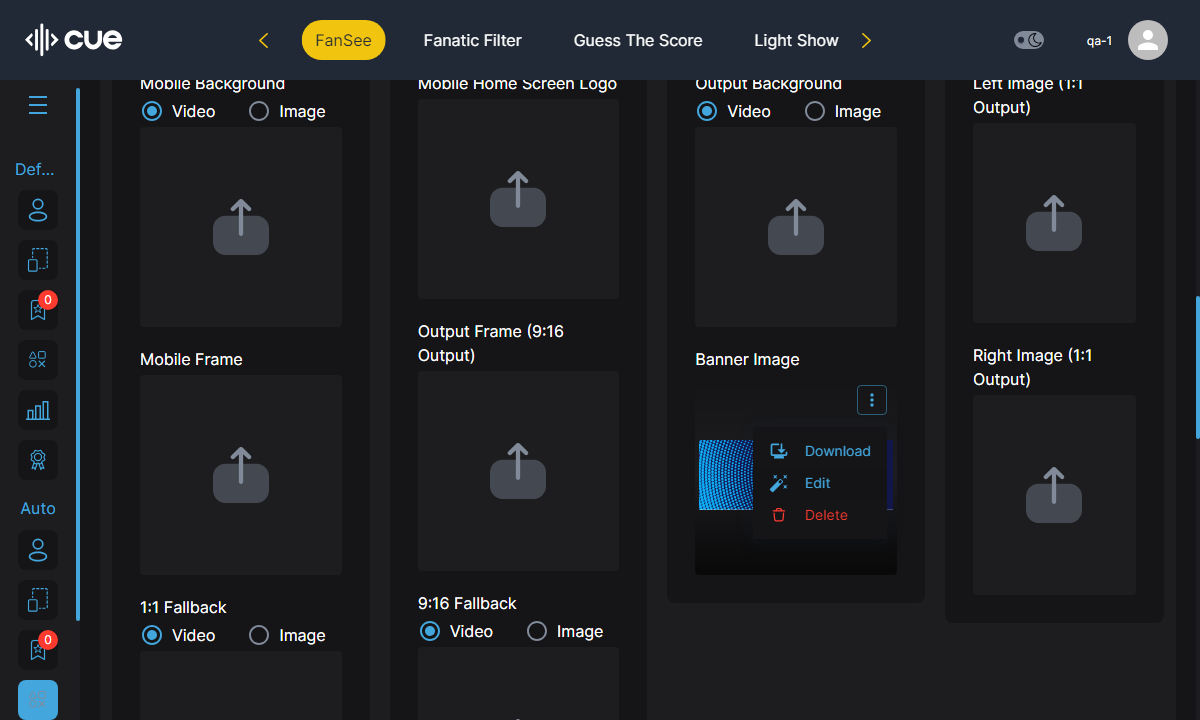 cue
FanSee
Fanatic Filter
Guess The Score
Light Show
qa-1
Def...
0
Auto
0
Mobile Background
Video
Image
Mobile Frame
1:1 Fallback
Video
Image
Mobile Home Screen Logo
Output Frame (9:16
Output)
9:16 Fallback
Video
Image
Output Background
Video
Image
Banner Image
Download
Edit
Delete
Left Image (1:1
Output)
Right Image (1:1
Output)